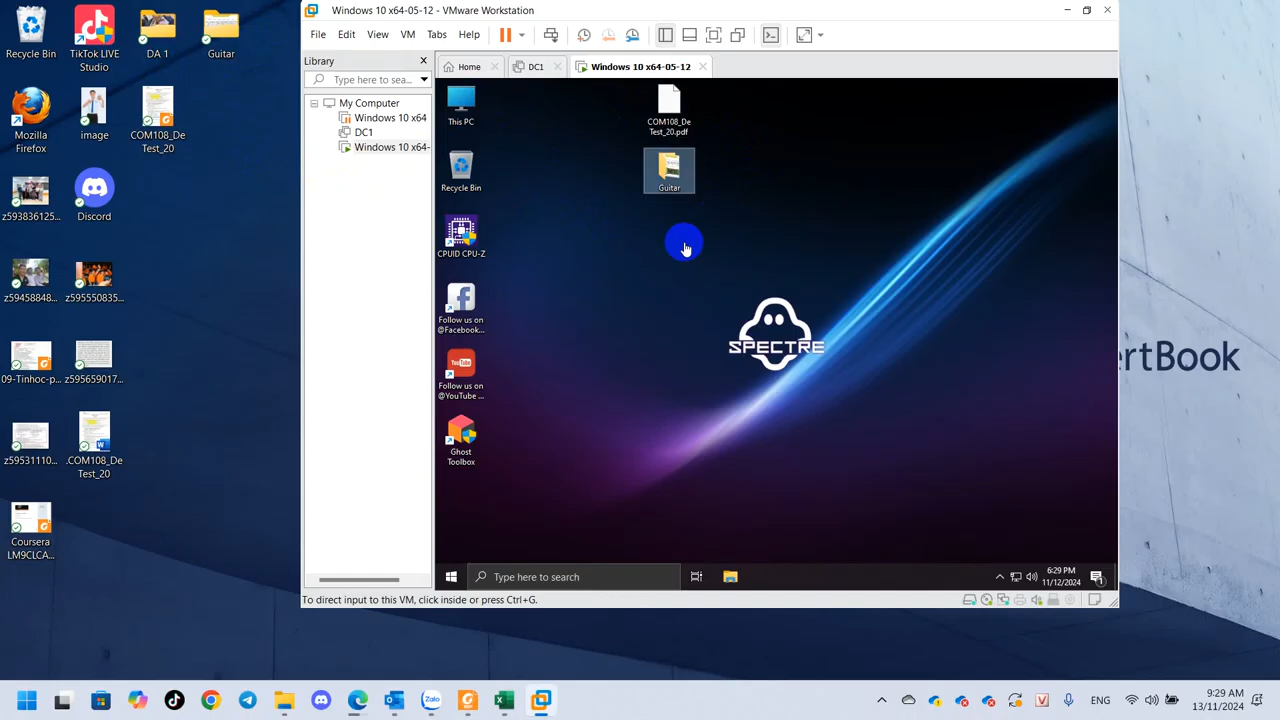 Windows 10 x64-05-12 - VMware Workstation
File Edit View VM Tabs Help
Library
Type here to sea...
Home
DC1
Windows 10 x64-05-12
My Computer
Windows 10 x64
DC1
Windows 10 x64-
Recycle Bin
TikTok LIVE
Studio
DA 1
Guitar
Mozilla
Firefox
image
COM108_De
Test_20
z593836125...
Discord
z59458848...
z595550835...
09-Tinhoc-p...
z595659017...
z59531110...
.COM108_De
Test_20
Coursera
LM9CLCA...
This PC
COM108_De
Test_20.pdf
Recycle Bin
Guitar
CPUID CPU-Z
Follow us on
@Facebook...
Follow us on
@YouTube ...
YouTube
Ghost
Toolbox
SPECTRE
ertBook
Type here to search
6:29 PM
11/12/2024
To direct input to this VM, click inside or press Ctrl+G.
ENG
9:29 AM
13/11/2024